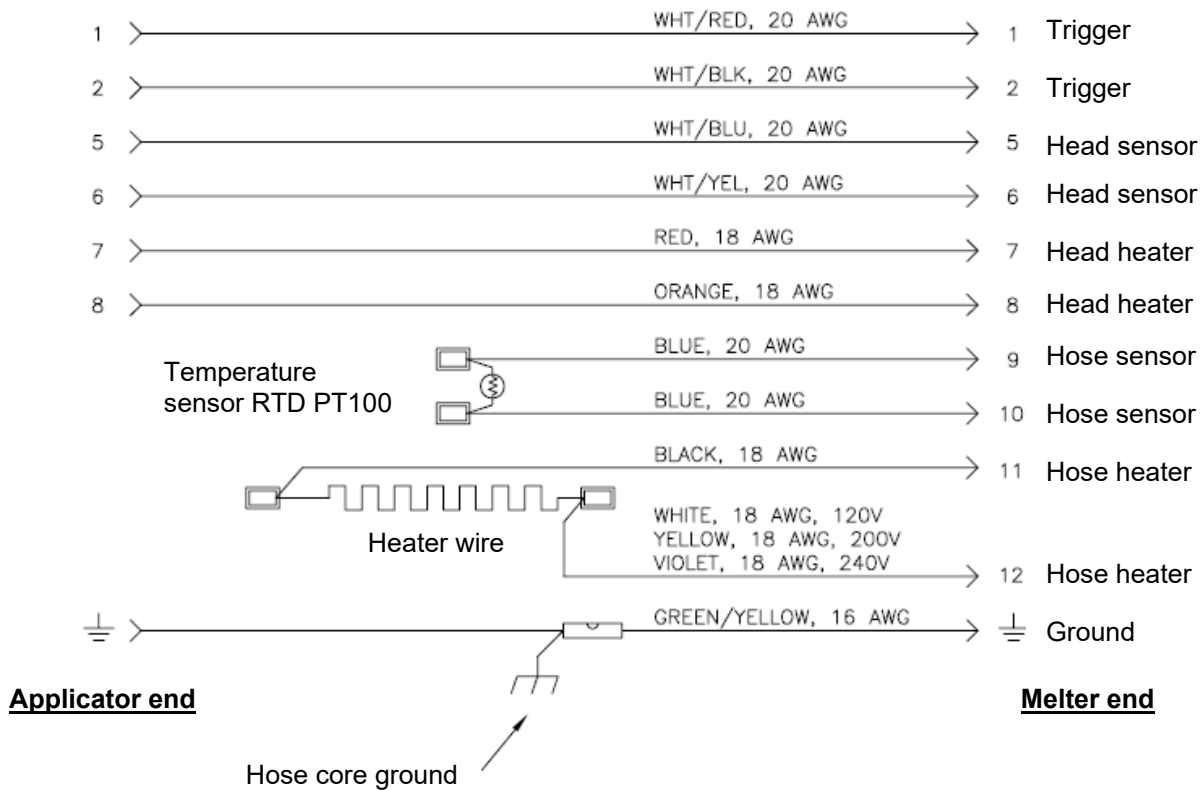 WHT/RED, 20 AWG
1 1 Trigger
WHT/BLK, 20 AWG
2 2 Trigger
WHT/BLU, 20 AWG
5 5 Head sensor
WHT/YEL, 20 AWG
6 6 Head sensor
RED, 18 AWG
7 7 Head heater
ORANGE, 18 AWG
8 8 Head heater
BLUE, 20 AWG
9 Hose sensor
Temperature
sensor RTD PT100
BLUE, 20 AWG
10 Hose sensor
BLACK, 18 AWG
11 Hose heater
Heater wire
WHITE, 18 AWG, 120V
YELLOW, 18 AWG, 200V
VIOLET, 18 AWG, 240V
12 Hose heater
GREEN/YELLOW, 16 AWG
Ground
Applicator end
Melter end
Hose core ground